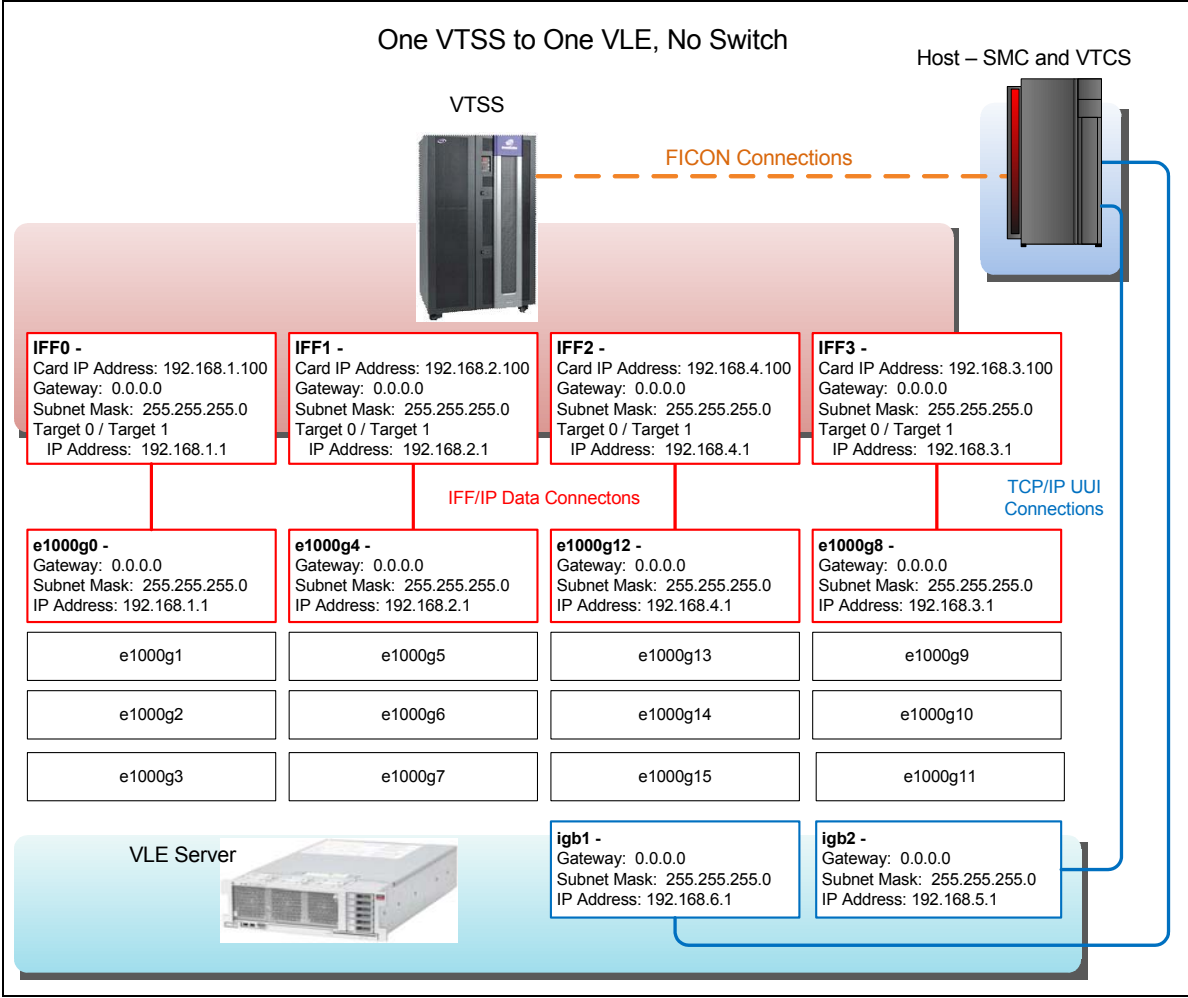 One VTSS to One VLE, No Switch
Host – SMC and VTCS
VTSS
FICON Connections
IFF0 -
Card IP Address: 192.168.1.100
Gateway: 0.0.0.0
Subnet Mask: 255.255.255.0
Target 0 / Target 1
IP Address: 192.168.1.1
IFF1 -
Card IP Address: 192.168.2.100
Gateway: 0.0.0.0
Subnet Mask: 255.255.255.0
Target 0 / Target 1
IP Address: 192.168.2.1
IFF2 -
Card IP Address: 192.168.4.100
Gateway: 0.0.0.0
Subnet Mask: 255.255.255.0
Target 0 / Target 1
IP Address: 192.168.4.1
IFF3 -
Card IP Address: 192.168.3.100
Gateway: 0.0.0.0
Subnet Mask: 255.255.255.0
Target 0 / Target 1
IP Address: 192.168.3.1
IFF/IP Data Connectons
TCP/IP UUI
Connections
e1000g0 -
Gateway: 0.0.0.0
Subnet Mask: 255.255.255.0
IP Address: 192.168.1.1
e1000g4 -
Gateway: 0.0.0.0
Subnet Mask: 255.255.255.0
IP Address: 192.168.2.1
e1000g12 -
Gateway: 0.0.0.0
Subnet Mask: 255.255.255.0
IP Address: 192.168.4.1
e1000g8 -
Gateway: 0.0.0.0
Subnet Mask: 255.255.255.0
IP Address: 192.168.3.1
e1000g1
e1000g5
e1000g13
e1000g9
e1000g2
e1000g6
e1000g14
e1000g10
e1000g3
e1000g7
e1000g15
e1000g11
VLE Server
igb1 -
Gateway: 0.0.0.0
Subnet Mask: 255.255.255.0
IP Address: 192.168.6.1
igb2 -
Gateway: 0.0.0.0
Subnet Mask: 255.255.255.0
IP Address: 192.168.5.1